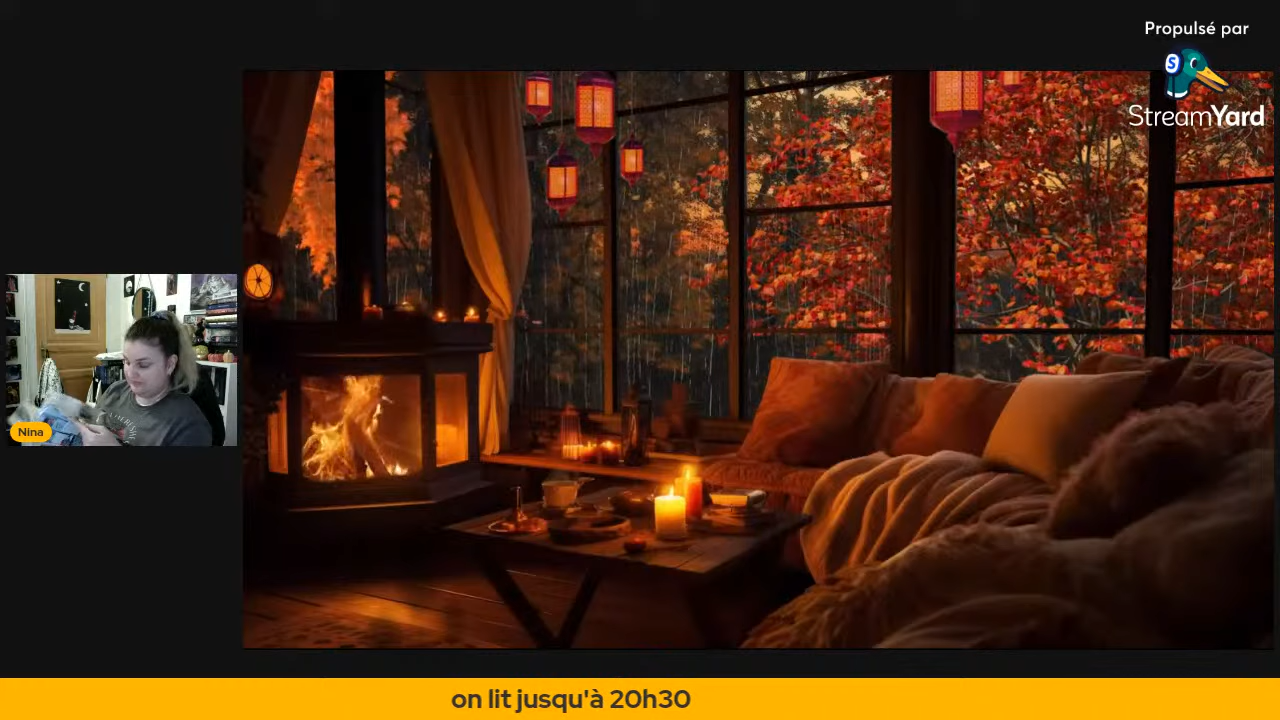 Propulsé par
S
StreamYard
Nina
on lit jusqu'à 20h30